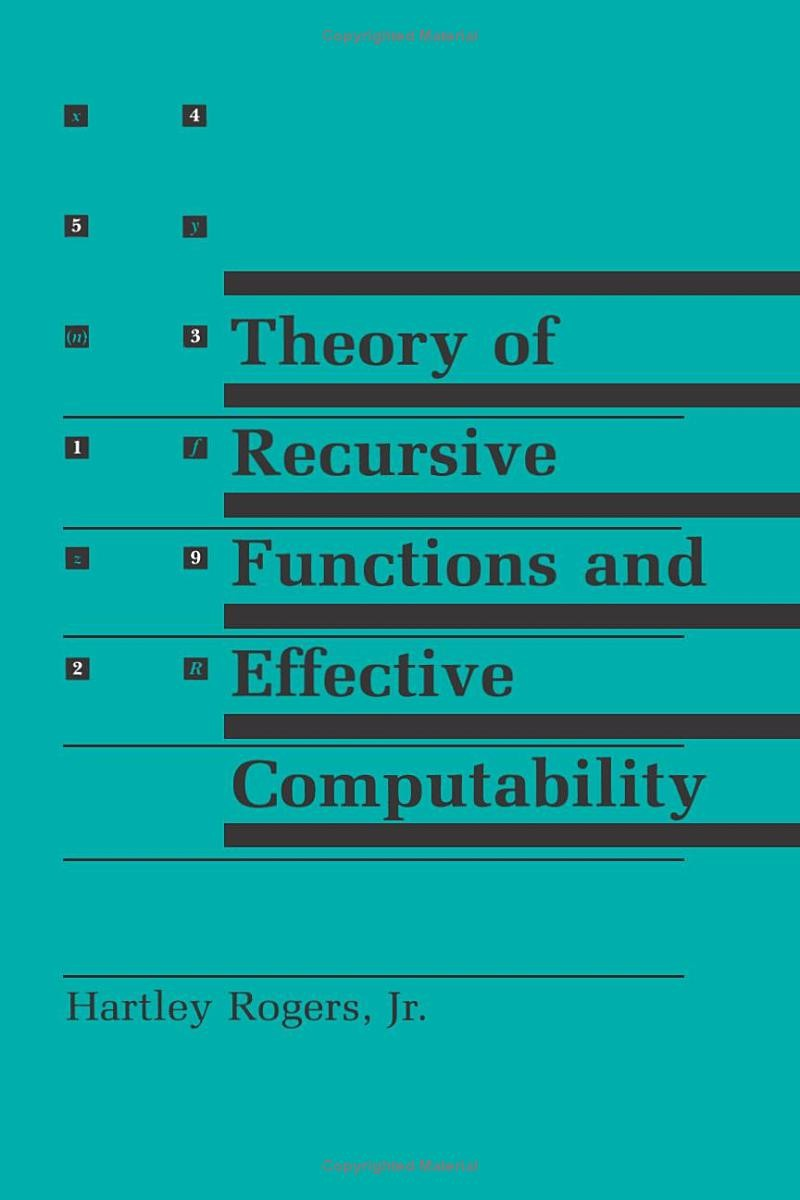 Copyrighted Material
x 4
5 y
(n) 3 Theory of
1 f Recursive
z 9 Functions and
2 R Effective
Computability
Hartley Rogers, Jr.
Copyrighted Material